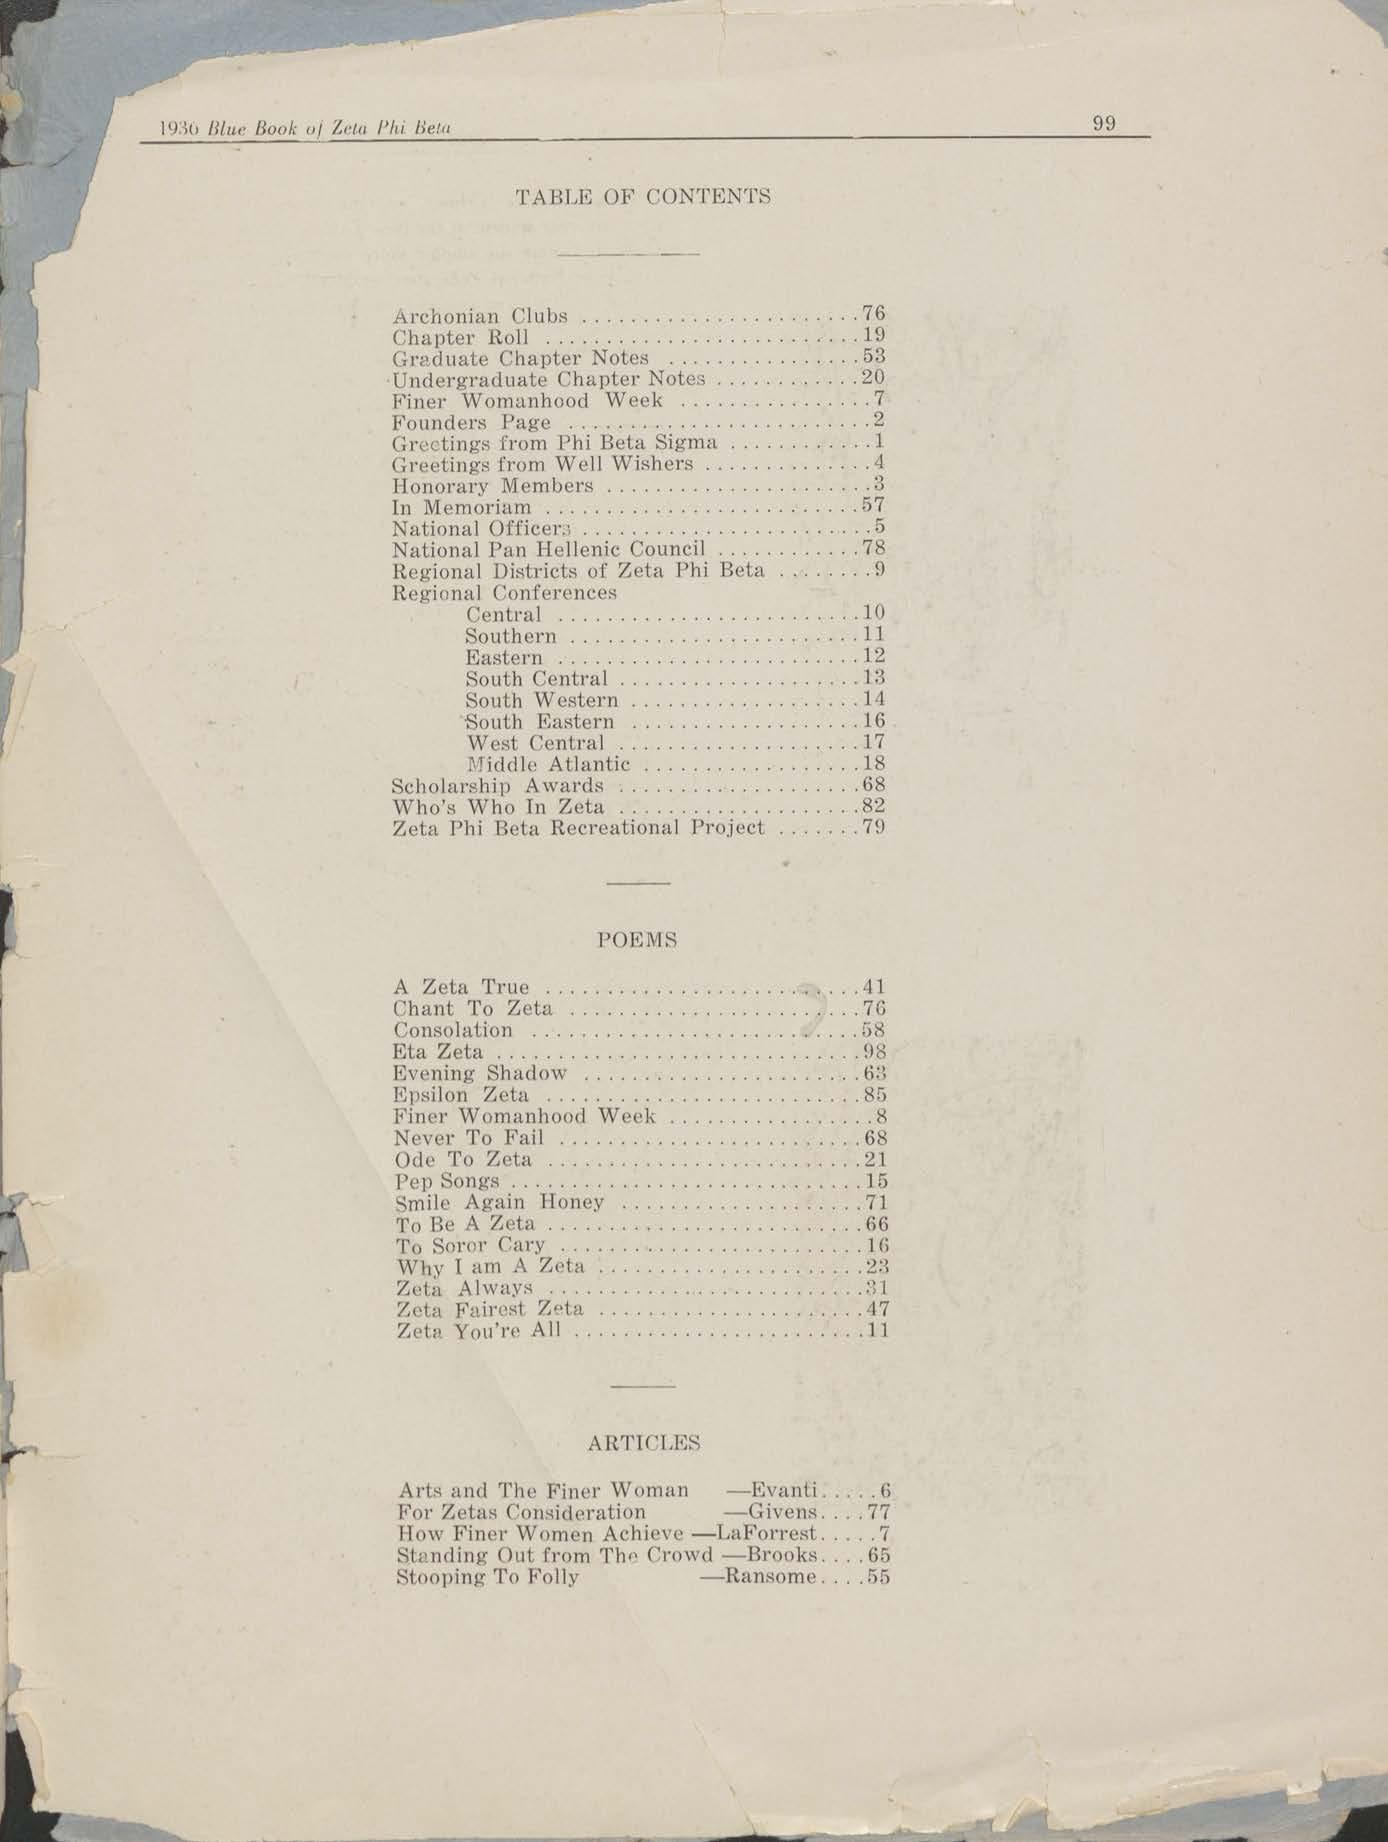 1936 Blue Book of Zeta Phi Beta 99
TABLE OF CONTENTS
Archonian Clubs ....................... 76
Chapter Roll .......................... 19
Graduate Chapter Notes ................ 53
Undergraduate Chapter Notes ............ 20
Finer Womanhood Week ................ 7
Founders Page ......................... 2
Greetings from Phi Beta Sigma ............ 1
Greetings from Well Wishers .............. 4
Honorary Members ...................... 3
In Memoriam .......................... 57
National Officers ........................ 5
National Pan Hellenic Council ............ 78
Regional Districts of Zeta Phi Beta ........ 9
Regional Conferences
Central ......................... 10
Southern ........................ 11
Eastern ......................... 12
South Central .................... 13
South Western ................... 14
South Eastern ................... 16
West Central .................... 17
Middle Atlantic .................. 18
Scholarship Awards .................... 68
Who's Who In Zeta .................... 82
Zeta Phi Beta Recreational Project ....... 79
POEMS
A Zeta True .......................... 41
Chant To Zeta ........................ 76
Consolation ........................... 58
Eta Zeta .............................. 98
Evening Shadow ....................... 63
Epsilon Zeta .......................... 85
Finer Womanhood Week ................. 8
Never To Fail ......................... 68
Ode To Zeta .......................... 21
Pep Songs ............................. 15
Smile Again Honey .................... 71
To Be A Zeta .......................... 66
To Soror Cary ......................... 16
Why I am A Zeta ...................... 23
Zeta Always .......................... 31
Zeta Fairest Zeta ...................... 47
Zeta You're All ........................ 11
ARTICLES
Arts and The Finer Woman —Evanti..... 6
For Zetas Consideration —Givens.... 77
How Finer Women Achieve —LaForrest..... 7
Standing Out from The Crowd —Brooks.... 65
Stooping To Folly —Ransome.... 55